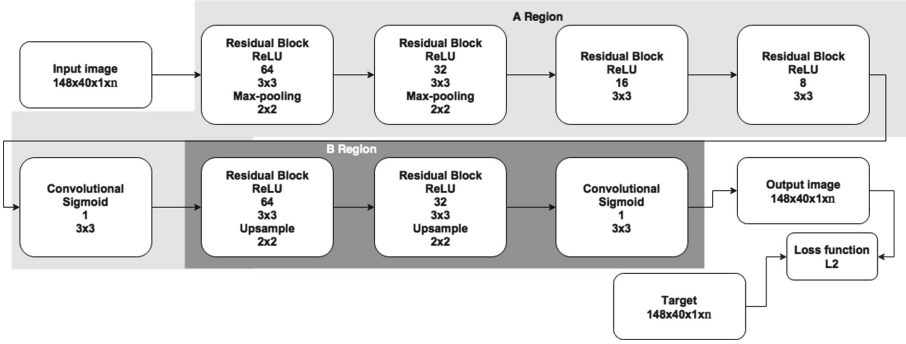 A Region
Input image
148x40x1xn
Residual Block
ReLU
64
3x3
Max-pooling
2x2
Residual Block
ReLU
32
3x3
Max-pooling
2x2
Residual Block
ReLU
16
3x3
Residual Block
ReLU
8
3x3
B Region
Convolutional
Sigmoid
1
3x3
Residual Block
ReLU
64
3x3
Upsample
2x2
Residual Block
ReLU
32
3x3
Upsample
2x2
Convolutional
Sigmoid
1
3x3
Output image
148x40x1xn
Loss function
L2
Target
148x40x1xn